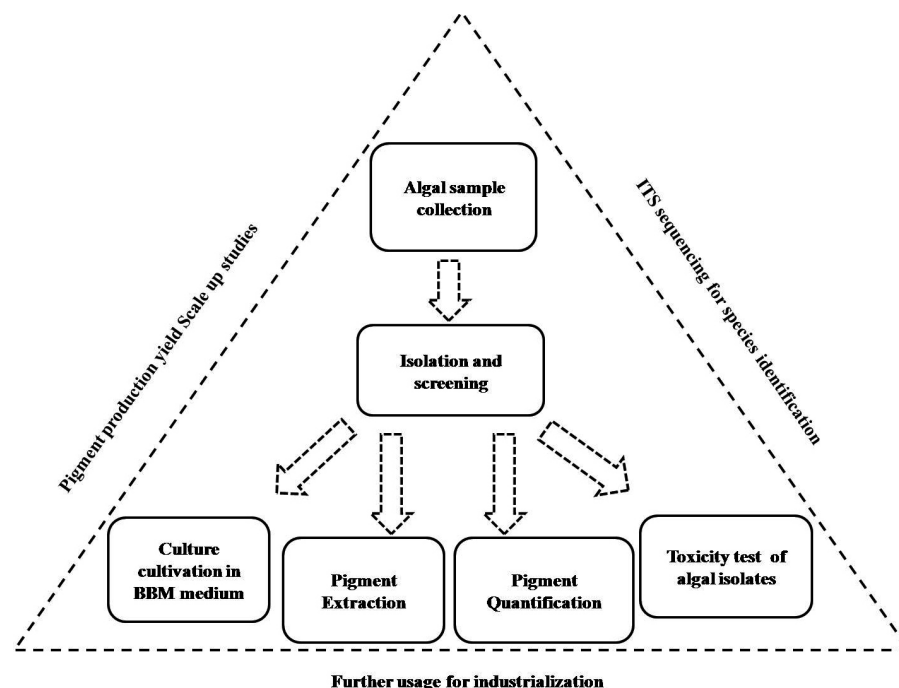 Algal sample
collection
Pigment production yield Scale up studies
ITS sequencing for species identification
Isolation and
screening
Culture
cultivation in
BBM medium
Pigment
Extraction
Pigment
Quantification
Toxicity test of
algal isolates
Further usage for industrialization